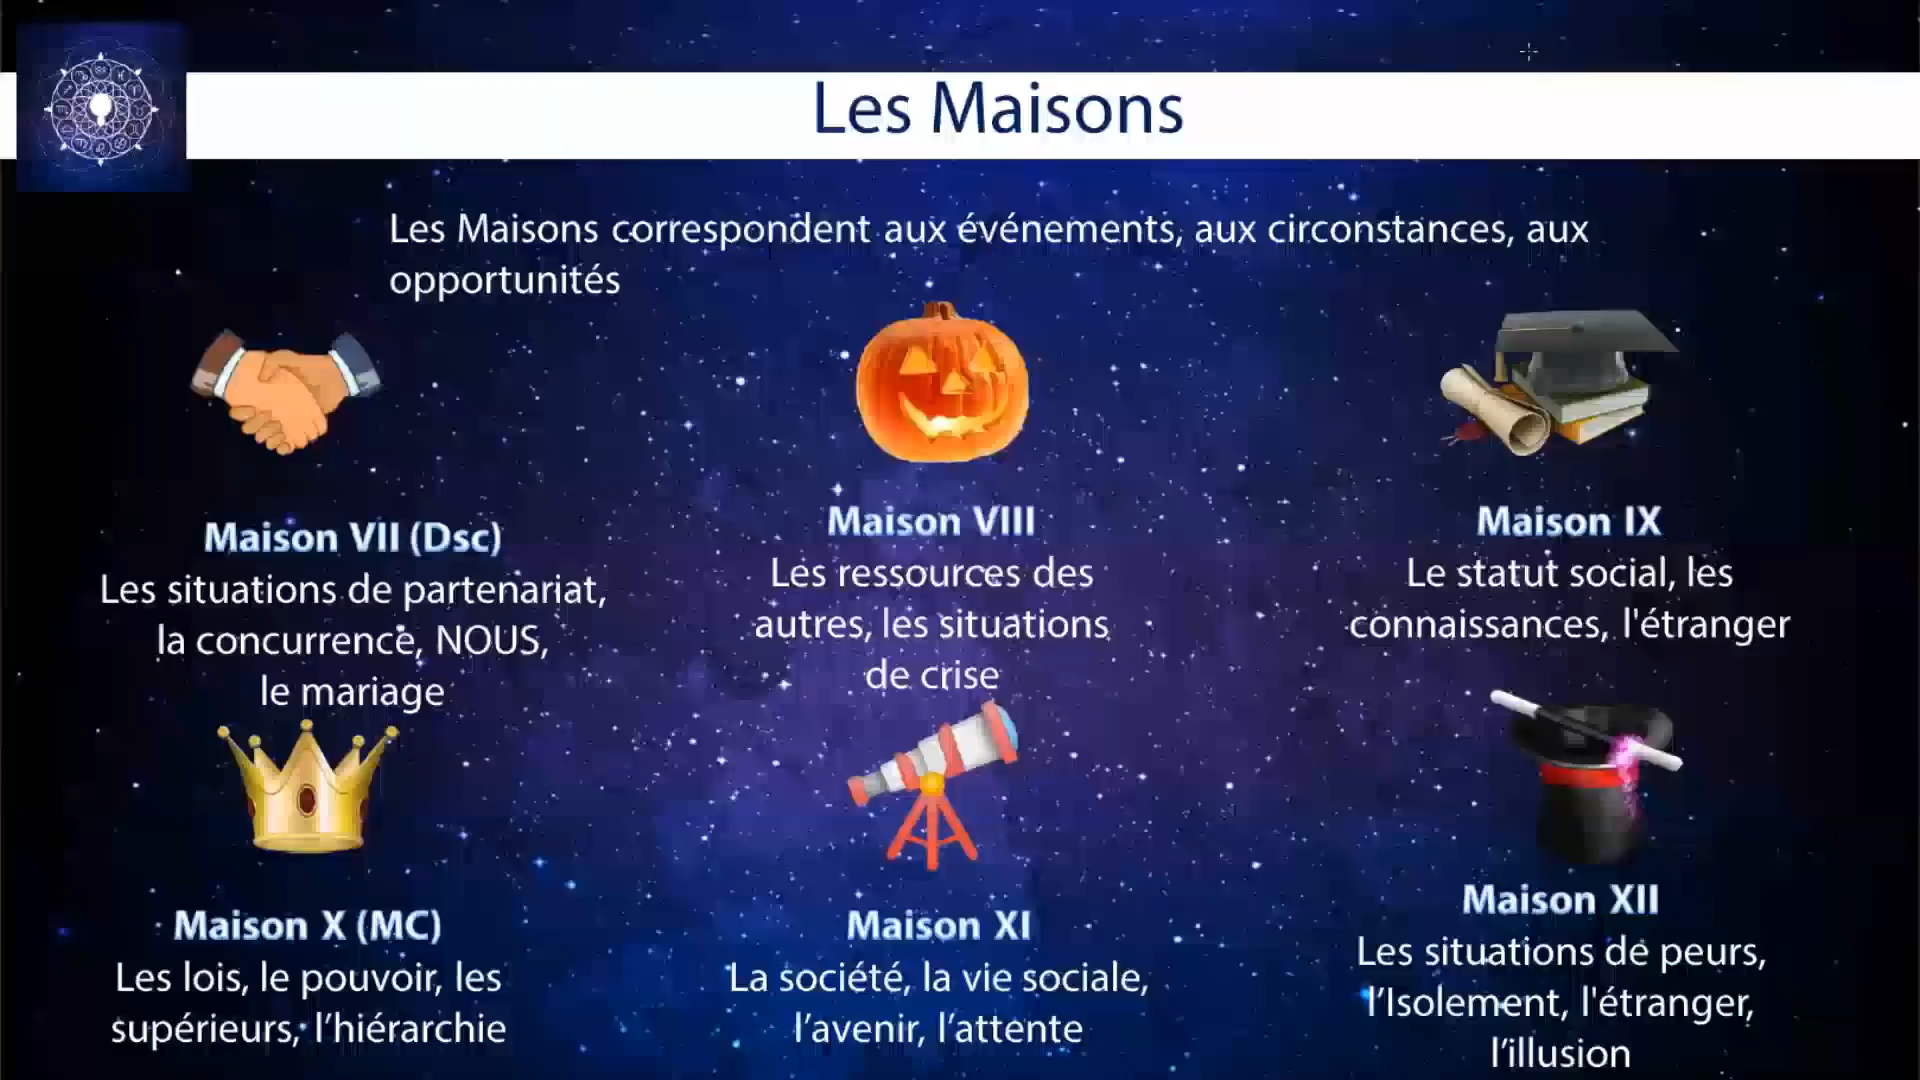 Les Maisons
Les Maisons correspondent aux événements, aux circonstances, aux
opportunités
Maison VII (Dsc)
Les situations de partenariat,
la concurrence, NOUS,
le mariage
Maison VIII
Les ressources des
autres, les situations
de crise
Maison IX
Le statut social, les
connaissances, l'étranger
Maison X (MC)
Les lois, le pouvoir, les
supérieurs, l’hiérarchie
Maison XI
La société, la vie sociale,
l’avenir, l’attente
Maison XII
Les situations de peurs,
l’Isolement, l'étranger,
l’illusion